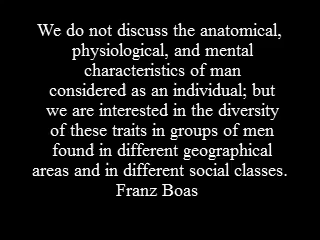 We do not discuss the anatomical,
physiological, and mental
characteristics of man
considered as an individual; but
we are interested in the diversity
of these traits in groups of men
found in different geographical
areas and in different social classes.
Franz Boas